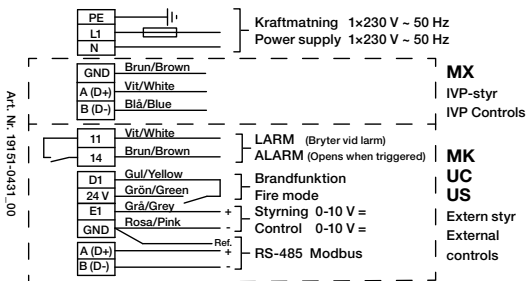 PE
L1
N
Kraftmatning 1×230 V ~ 50 Hz
Power supply 1×230 V ~ 50 Hz
GND Brun/Brown
A (D+) Vit/White
B (D-) Blå/Blue
MX
IVP-styr
IVP Controls
Art. Nr. 19151-0431_00
11 Vit/White
14 Brun/Brown
LARM (Bryter vid larm)
ALARM (Opens when triggered)
D1 Gul/Yellow
24 V Grön/Green
Brandfunktion
Fire mode
E1 Grå/Grey +
GND Rosa/Pink -
Styrning 0-10 V =
Control 0-10 V =
Ref.
A (D+) +
B (D-) -
RS-485 Modbus
MK
UC
US
Extern styr
External
controls